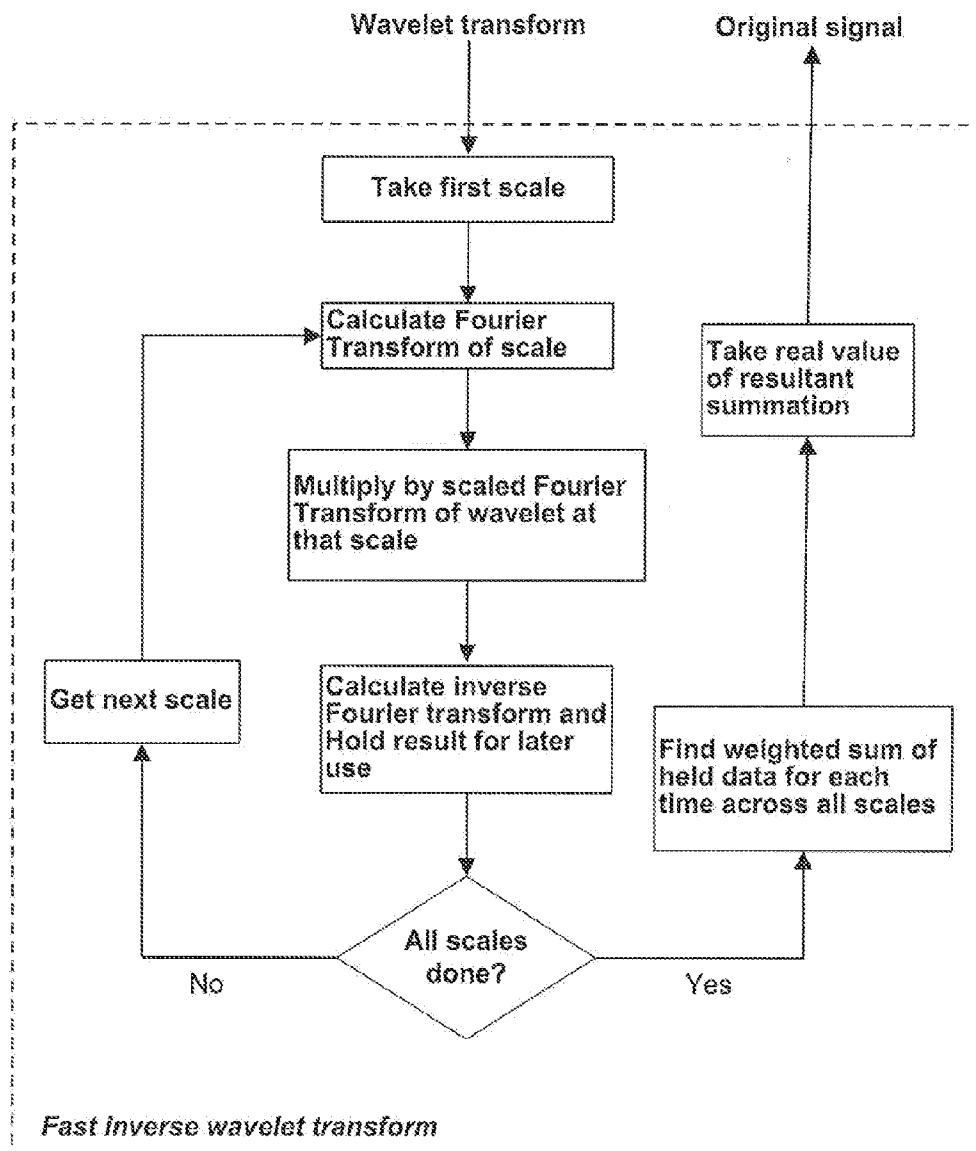 Wavelet transform
Original signal
Take first scale
Calculate Fourier
Transform of scale
Take real value
of resultant
summation
Multiply by scaled Fourier
Transform of wavelet at
that scale
Get next scale
Calculate inverse
Fourier transform and
Hold result for later
use
Find weighted sum of
held data for each
time across all scales
All scales
done?
No
Yes
Fast inverse wavelet transform